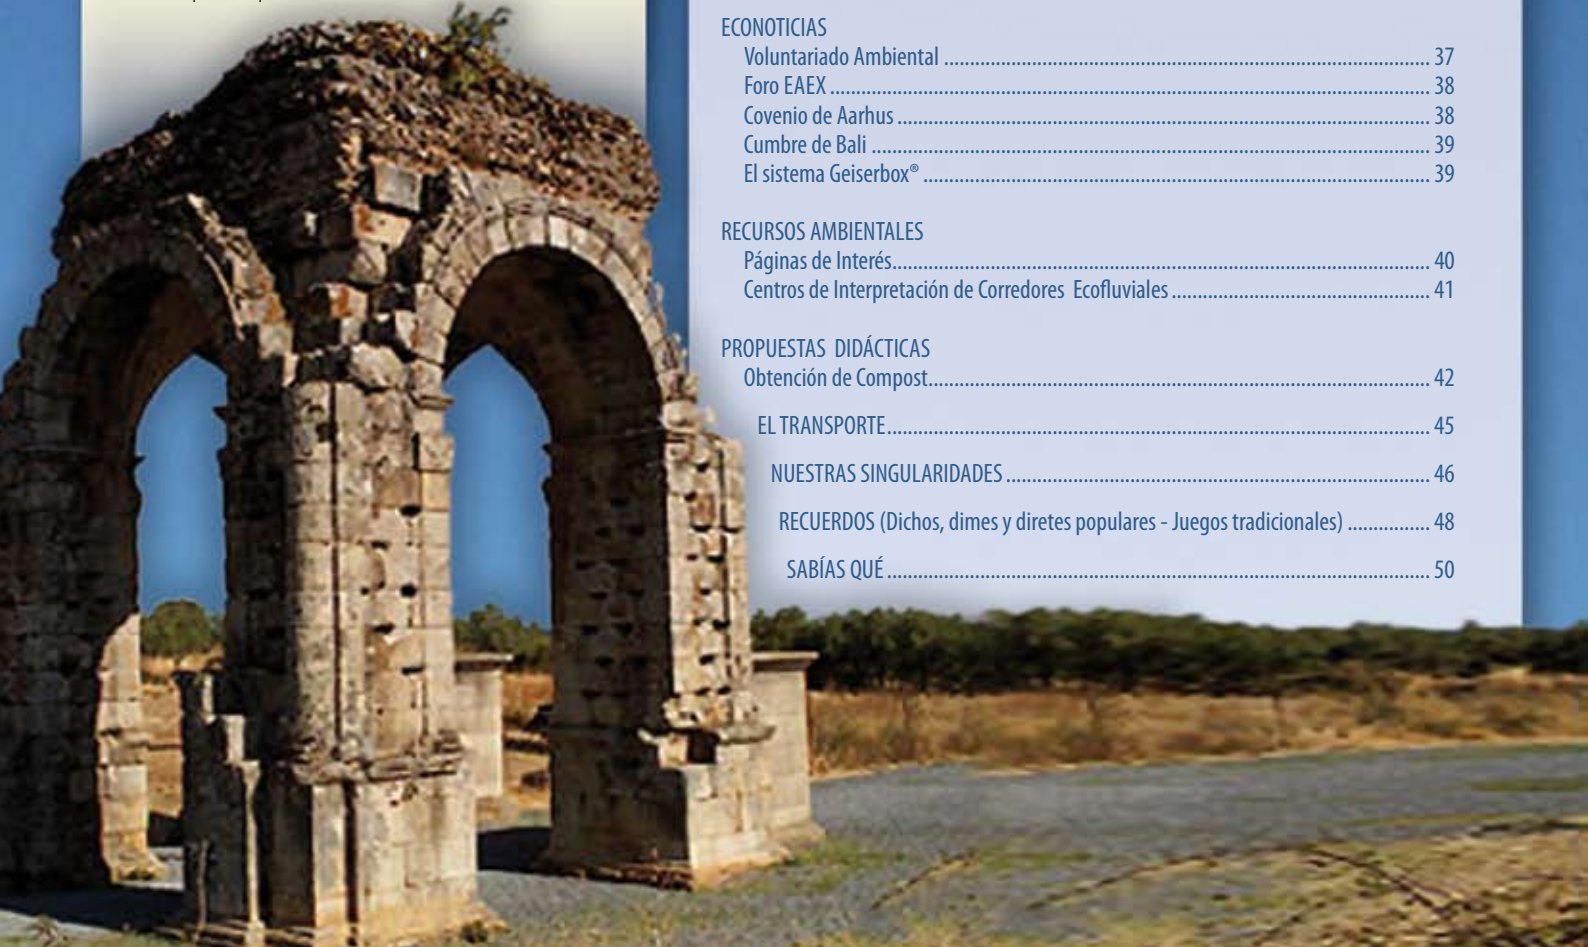 ECONOTICIAS
Voluntariado Ambiental ........................................................................................... 37
Foro EAEX ................................................................................................................. 38
Covenio de Aarhus .................................................................................................... 38
Cumbre de Bali ......................................................................................................... 39
El sistema Geiserbox® ............................................................................................... 39
RECURSOS AMBIENTALES
Páginas de Interés..................................................................................................... 40
Centros de Interpretación de Corredores Ecofluviales ................................................. 41
PROPUESTAS DIDÁCTICAS
Obtención de Compost.............................................................................................. 42
EL TRANSPORTE....................................................................................................... 45
NUESTRAS SINGULARIDADES ................................................................................ 46
RECUERDOS (Dichos, dimes y diretes populares - Juegos tradicionales) ................ 48
SABÍAS QUÉ ....................................................................................................... 50